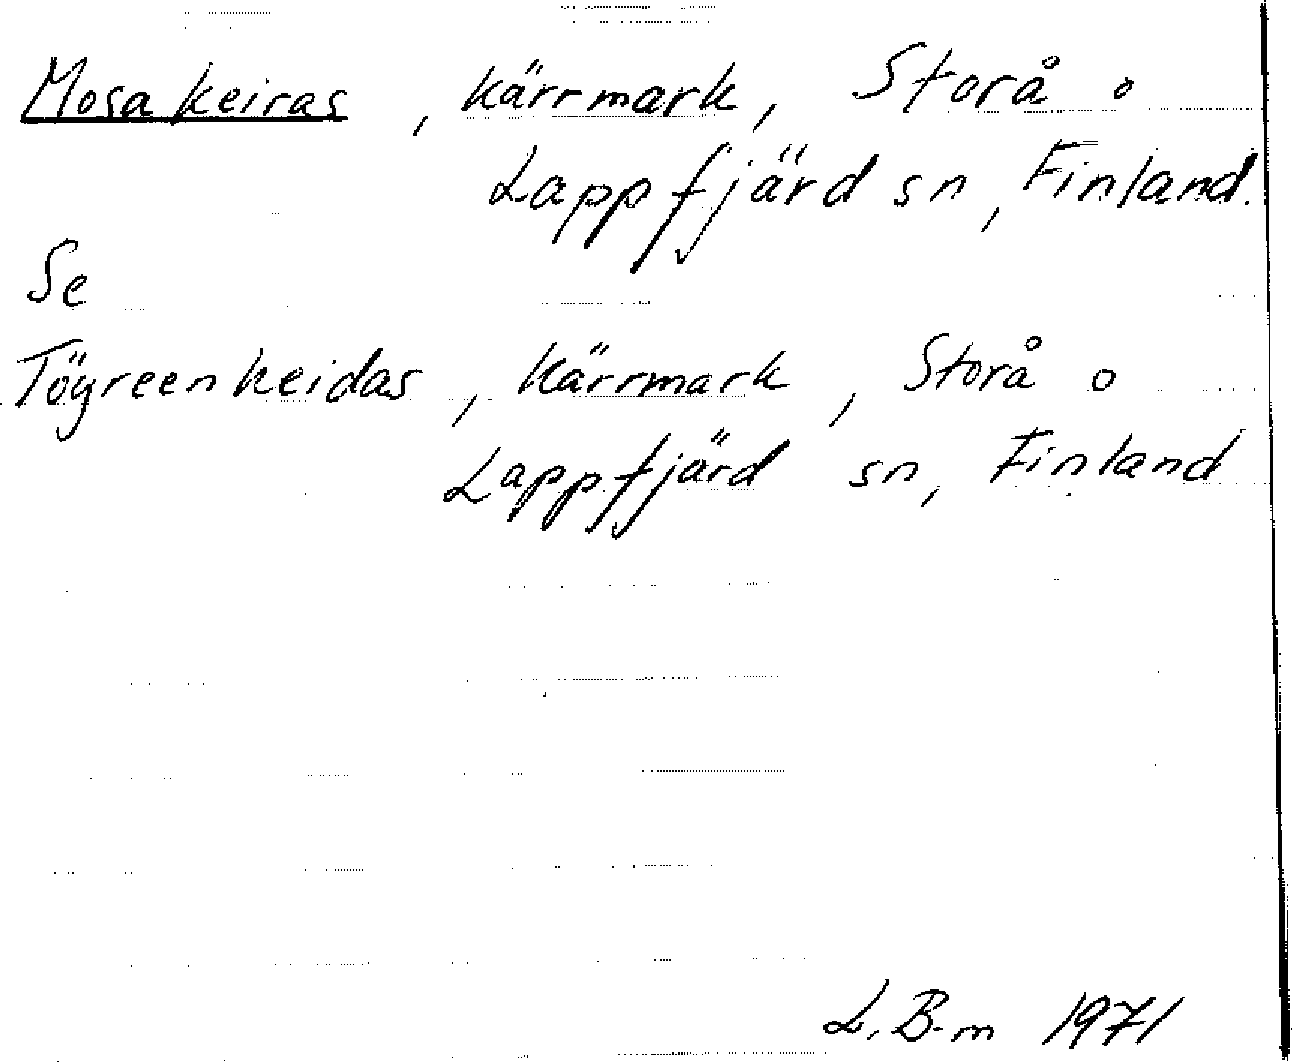 Mosakeiras, kärrmark, Storå o
Lappfjärd sn, Finland.
Se
Tögreenkeidas, kärrmark, Storå o
Lappfjärd sn, Finland
L. B-m 1971